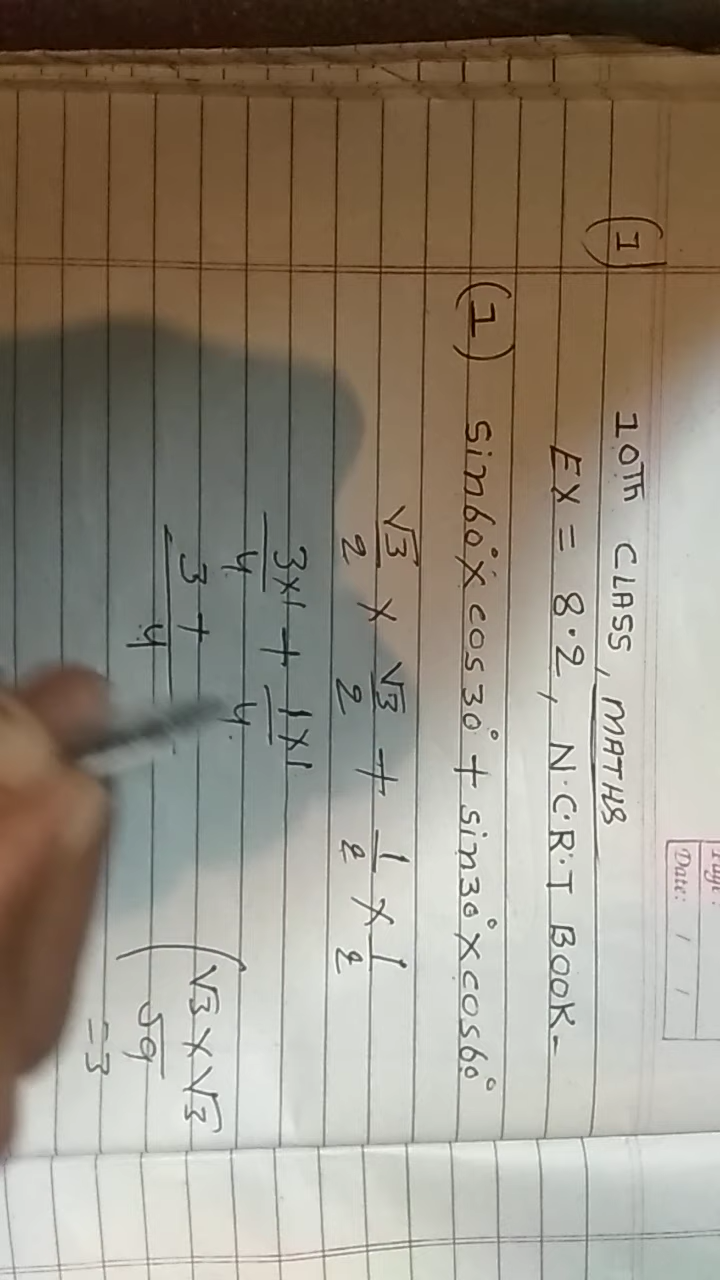 Date: / /
(1)
10Th CLASS, MATHS
EX = 8.2, N.C.R.T BOOK-
(1) sin60°× cos30° + sin30°× cos60°
√3/2 × √3/2 + 1/2 × 1/2
3×1/4 + 1×1/4
3 + /4
(√3 × √3
√9
=3